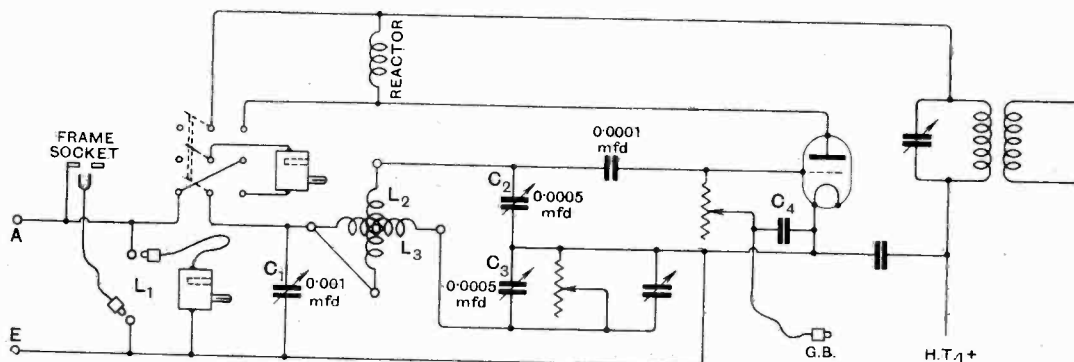 REACTOR
FRAME
SOCKET
0·0001
mfd
A
L₁
C₁
0·001
mfd
L₂
L₃
C₂
0·0005
mfd
C₃
0·0005
mfd
C₄
E
G.B.
H.T.1+